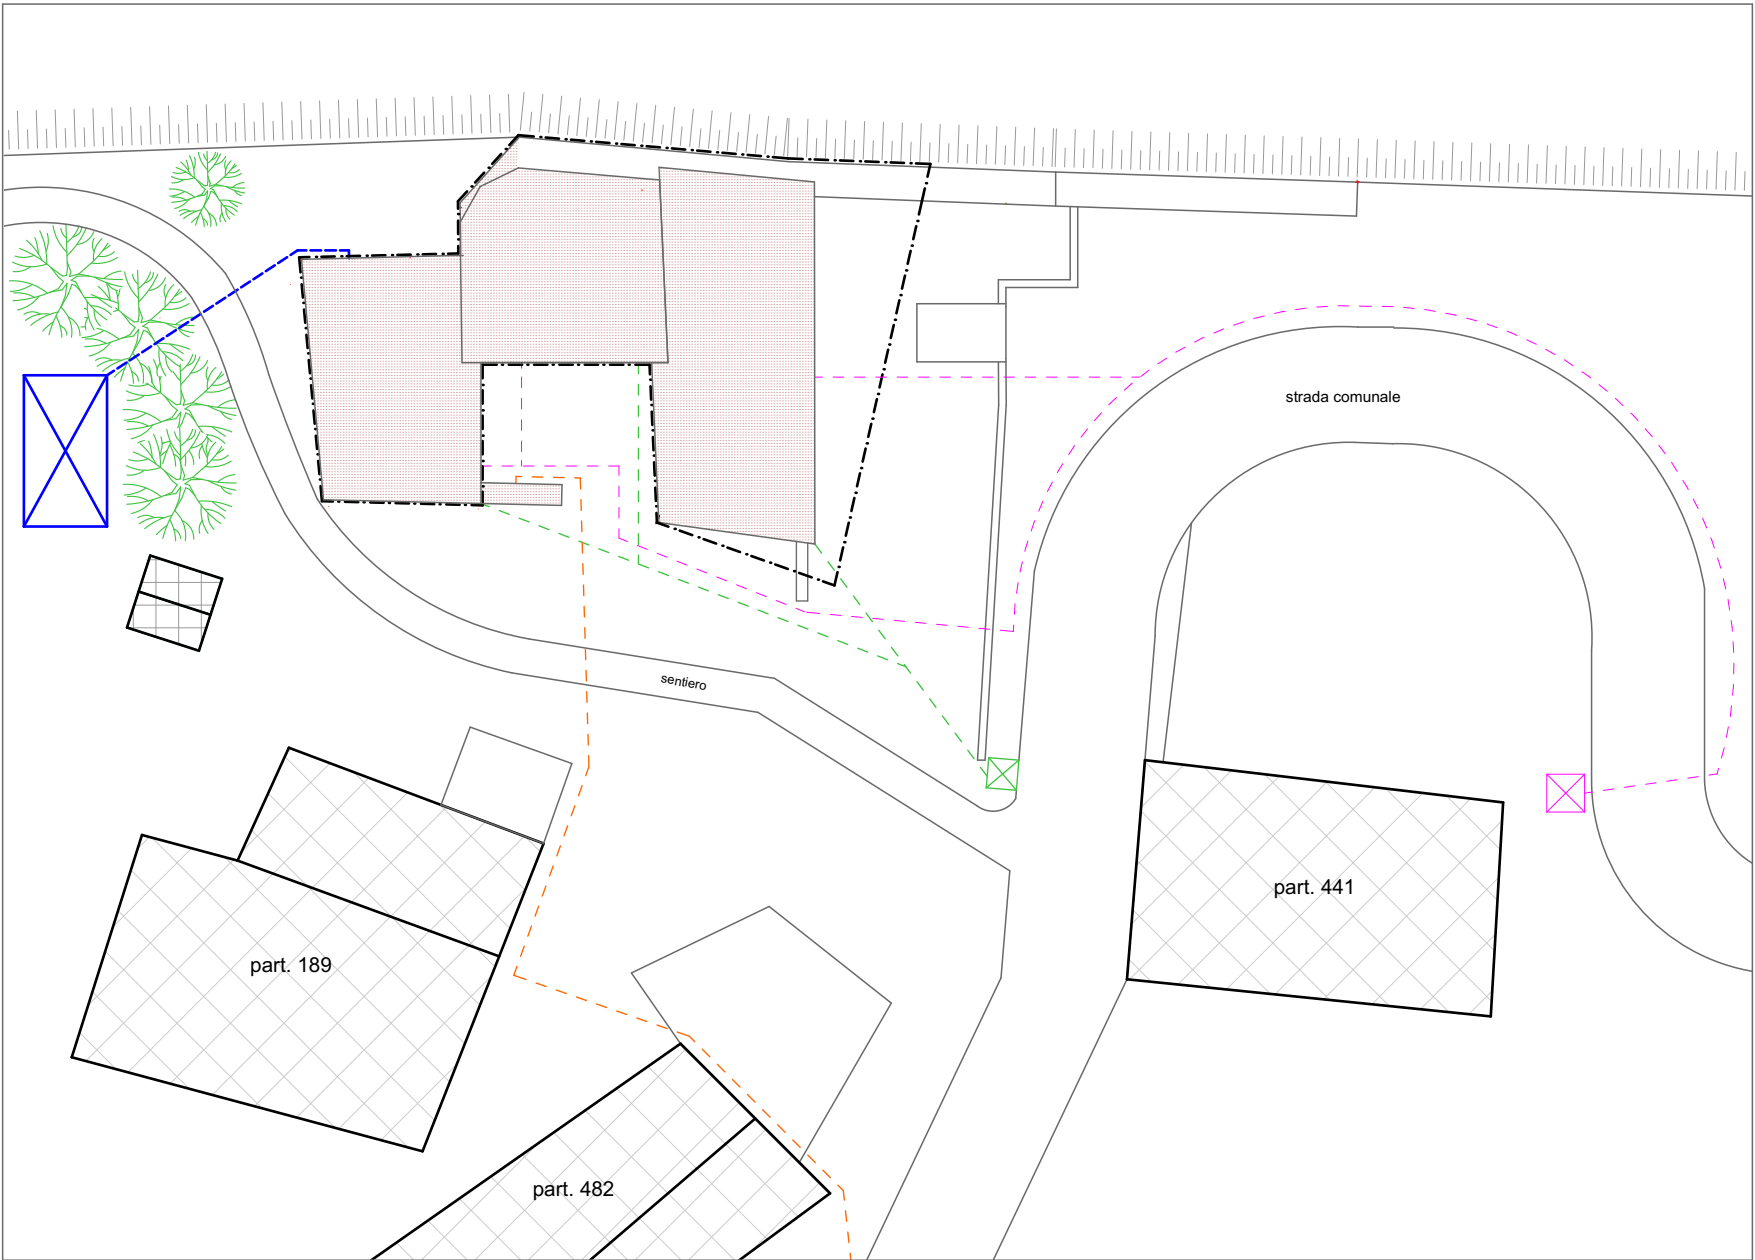 strada comunale
sentiero
part. 441
part. 189
part. 482